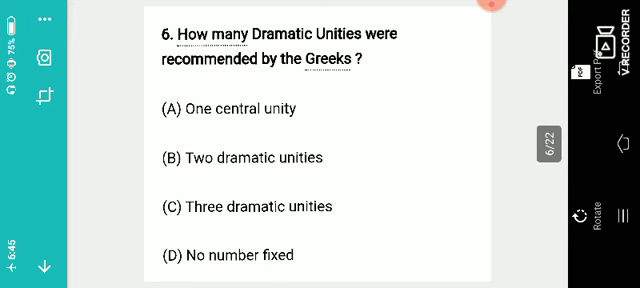 6. How many Dramatic Unities were
recommended by the Greeks ?
(A) One central unity
(B) Two dramatic unities
(C) Three dramatic unities
(D) No number fixed
6/22
75%
6:45
PDF
Export Pdf
Rotate
V RECORDER